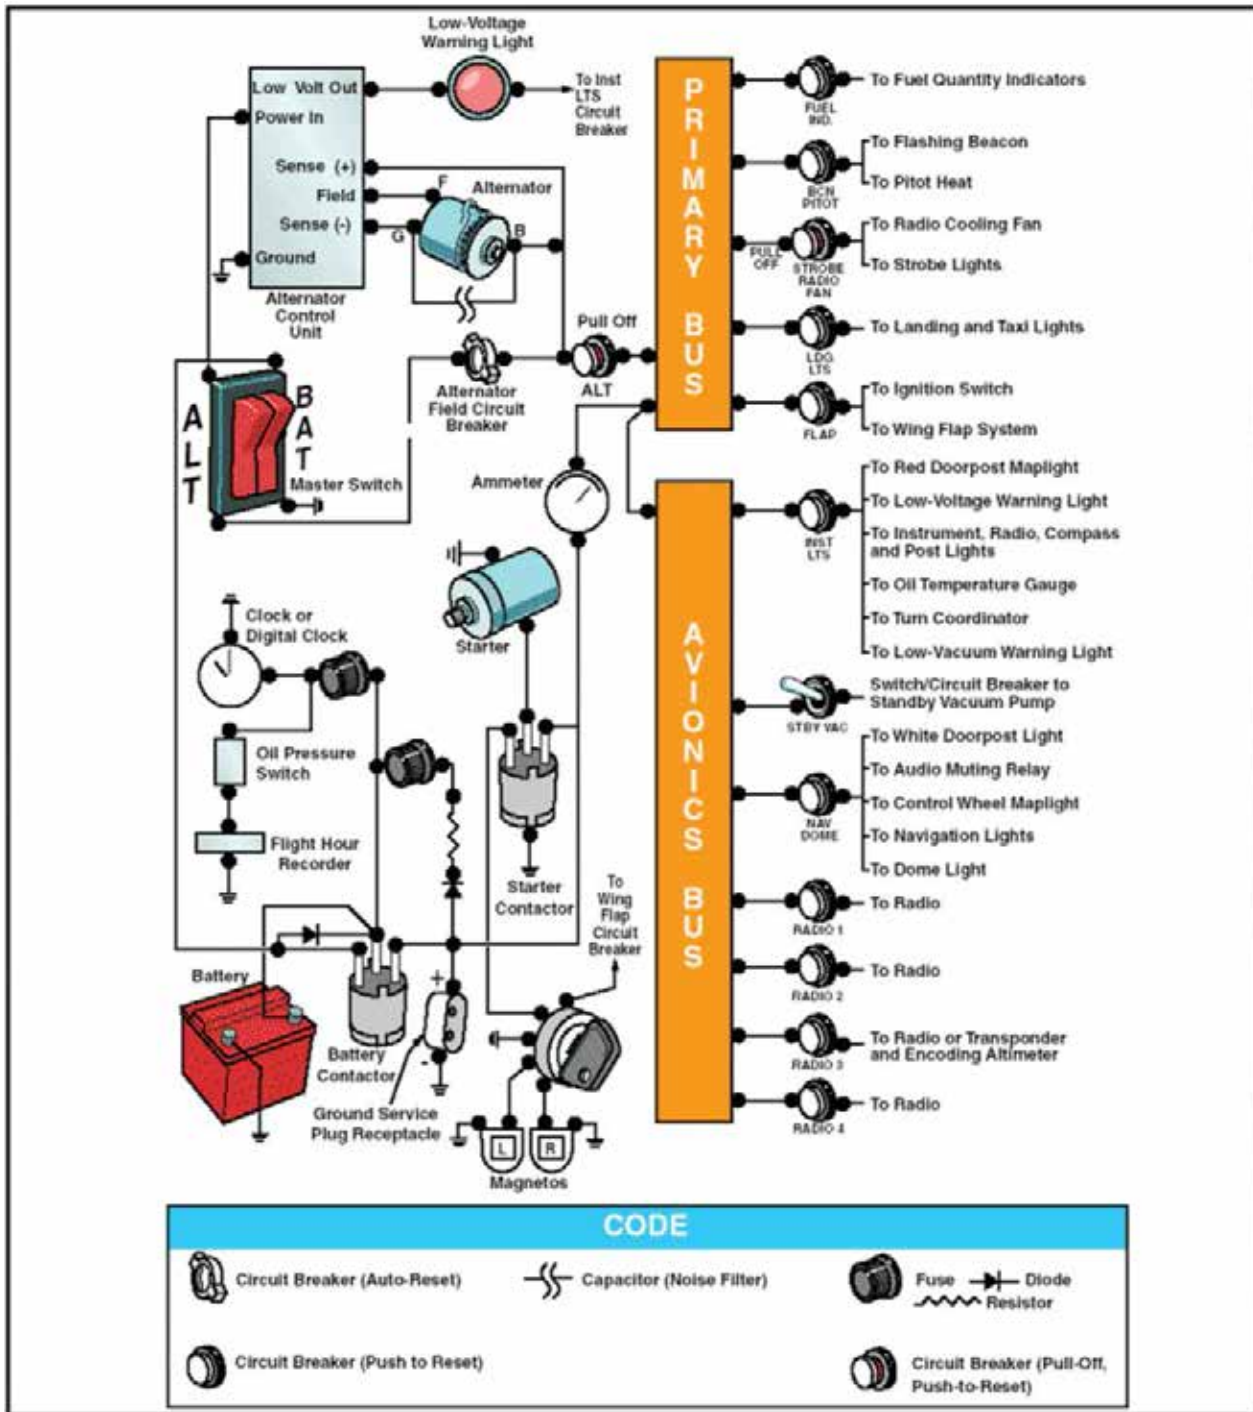 Low-Voltage
Warning Light
Low Volt Out
Power In
Sense (+)
Field
Sense (-)
Ground
Alternator
Control
Unit
To Inst
LTS
Circuit
Breaker
F
Alternator
G
B
Pull Off
ALT
Alternator
Field Circuit
Breaker
ALT
BAT
Master Switch
Ammeter
Starter
Clock or
Digital Clock
Oil Pressure
Switch
Flight Hour
Recorder
Starter
Contactor
To
Wing
Flap
Circuit
Breaker
Battery
Battery
Contactor
+
-
Ground Service
Plug Receptacle
L
R
Magnetos
PRIMARY BUS
FUEL
IND.
To Fuel Quantity Indicators
BCN
PITOT
To Flashing Beacon
To Pitot Heat
PULL
OFF
STROBE
RADIO
FAN
To Radio Cooling Fan
To Strobe Lights
LDG
LTS
To Landing and Taxi Lights
FLAP
To Ignition Switch
To Wing Flap System
AVIONICS BUS
INST
LTS
To Red Doorpost Maplight
To Low-Voltage Warning Light
To Instrument, Radio, Compass
and Post Lights
To Oil Temperature Gauge
To Turn Coordinator
To Low-Vacuum Warning Light
STBY VAC
Switch/Circuit Breaker to
Standby Vacuum Pump
NAV
DOME
To White Doorpost Light
To Audio Muting Relay
To Control Wheel Maplight
To Navigation Lights
To Dome Light
RADIO 1
To Radio
RADIO 2
To Radio
RADIO 3
To Radio or Transponder
and Encoding Altimeter
RADIO 4
To Radio
CODE
Circuit Breaker (Auto-Reset)
Capacitor (Noise Filter)
Fuse
Diode
Resistor
Circuit Breaker (Push to Reset)
Circuit Breaker (Pull-Off,
Push-to-Reset)